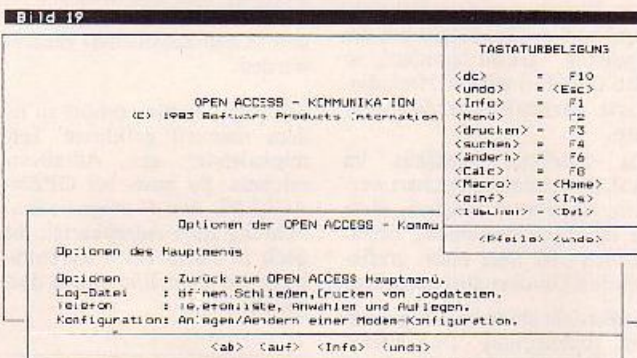 Bild 19
TASTATURBELEGUNG
<do> = F10
<undo> = <Esc>
<Info> = F1
<Menü> = F2
<drucken> = F3
<suchen> = F4
<ändern> = F6
<Calc> = F8
<Macro> = <Home>
<einf> = <Ins>
<löschen> = <Del>
<Pfeile> <undo>
OPEN ACCESS - KOMMUNIKATION
(C) 1983 Software Products Internation
Optionen der OPEN ACCESS - Kommu
Optionen des Hauptmenüs
Optionen : Zurück zum OPEN ACCESS Hauptmenü.
Log-Datei : öffnen,Schließen,Drucken von Logdateien.
Telefon : Telefonliste, Anwählen und Auflegen.
Konfiguration: Anlegen/Aendern einer Modem-Konfiguration.
<ab> <auf> <Info> <undo>